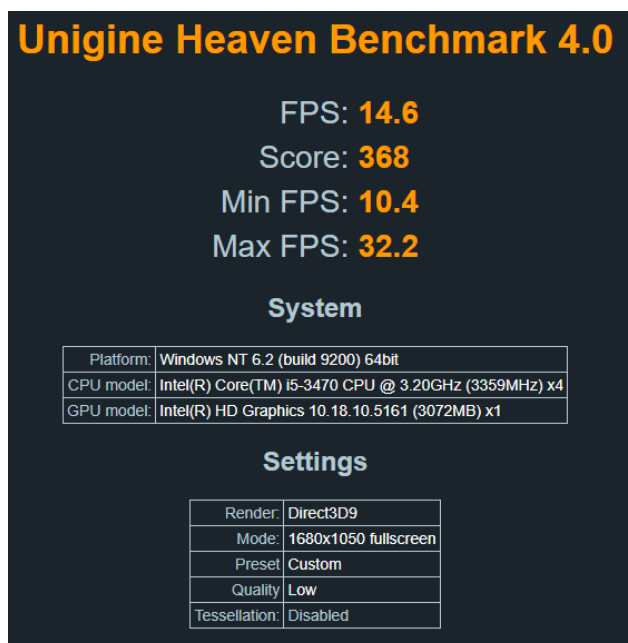 Unigine Heaven Benchmark 4.0
FPS: 14.6
Score: 368
Min FPS: 10.4
Max FPS: 32.2
System
Platform: Windows NT 6.2 (build 9200) 64bit
CPU model: Intel(R) Core(TM) i5-3470 CPU @ 3.20GHz (3359MHz) x4
GPU model: Intel(R) HD Graphics 10.18.10.5161 (3072MB) x1
Settings
Render: Direct3D9
Mode: 1680x1050 fullscreen
Preset Custom
Quality Low
Tessellation: Disabled